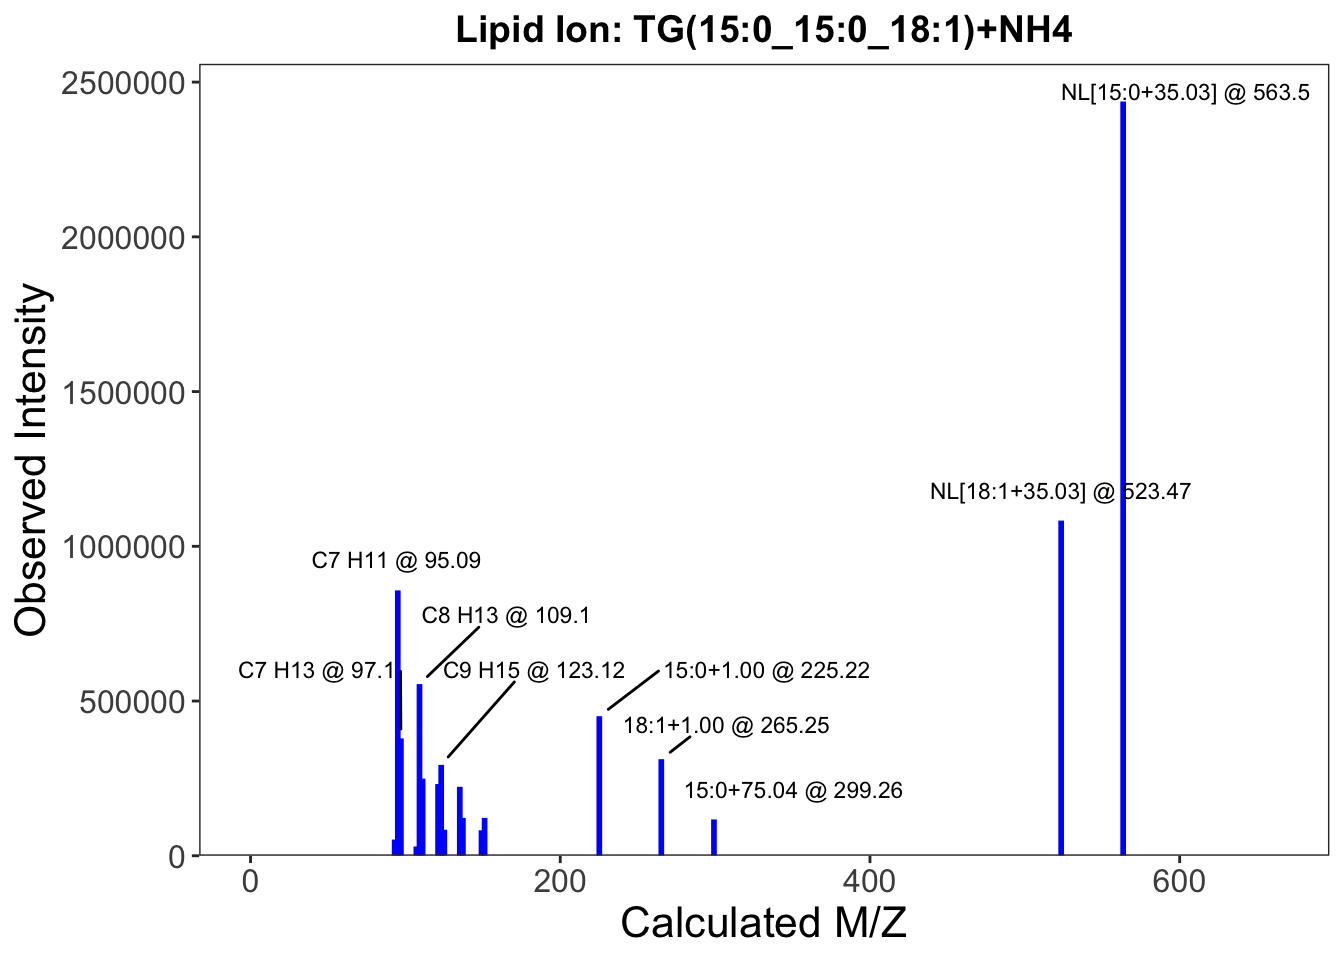 Lipid Ion: TG(15:0_15:0_18:1)+NH4
2500000
NL[15:0+35.03] @ 563.5
2000000
1500000
NL[18:1+35.03] @ 523.47
1000000
C7 H11 @ 95.09
C8 H13 @ 109.1
C7 H13 @ 97.1
C9 H15 @ 123.12
15:0+1.00 @ 225.22
500000
18:1+1.00 @ 265.25
15:0+75.04 @ 299.26
0
0
200
400
600
Observed Intensity
Calculated M/Z